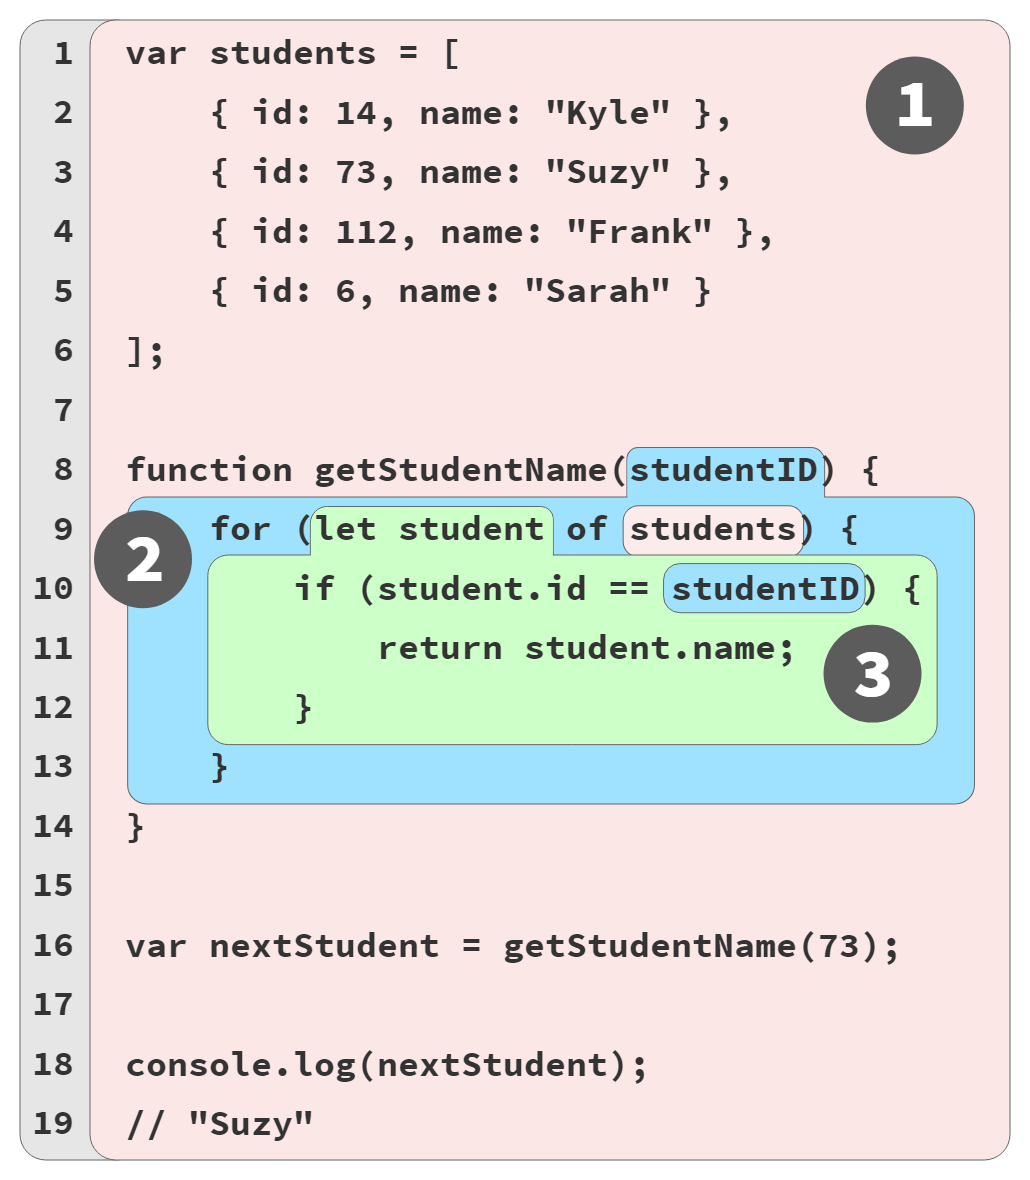 1 var students = [
2     { id: 14, name: "Kyle" },
3     { id: 73, name: "Suzy" },
4     { id: 112, name: "Frank" },
5     { id: 6, name: "Sarah" }
6 ];
7
8 function getStudentName(studentID) {
9     for (let student of students) {
10         if (student.id == studentID) {
11             return student.name;
12         }
13     }
14 }
15
16 var nextStudent = getStudentName(73);
17
18 console.log(nextStudent);
19 // "Suzy"
1
2
3